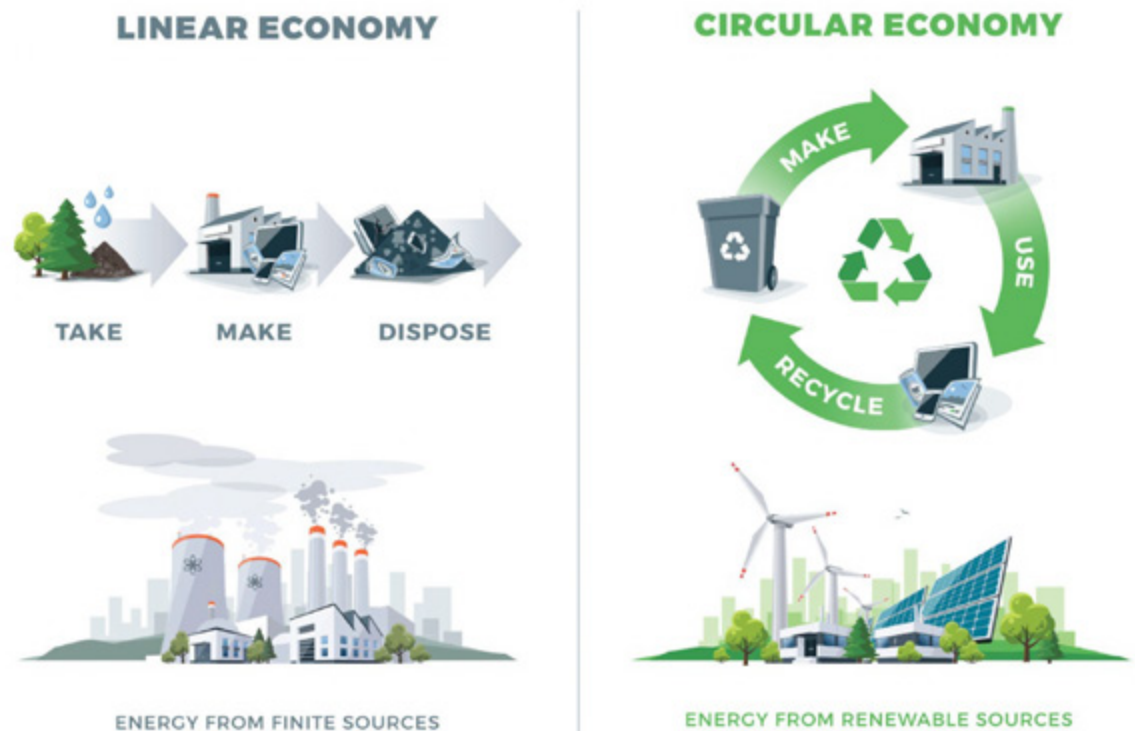 LINEAR ECONOMY
TAKE
MAKE
DISPOSE
ENERGY FROM FINITE SOURCES
CIRCULAR ECONOMY
MAKE
USE
RECYCLE
ENERGY FROM RENEWABLE SOURCES